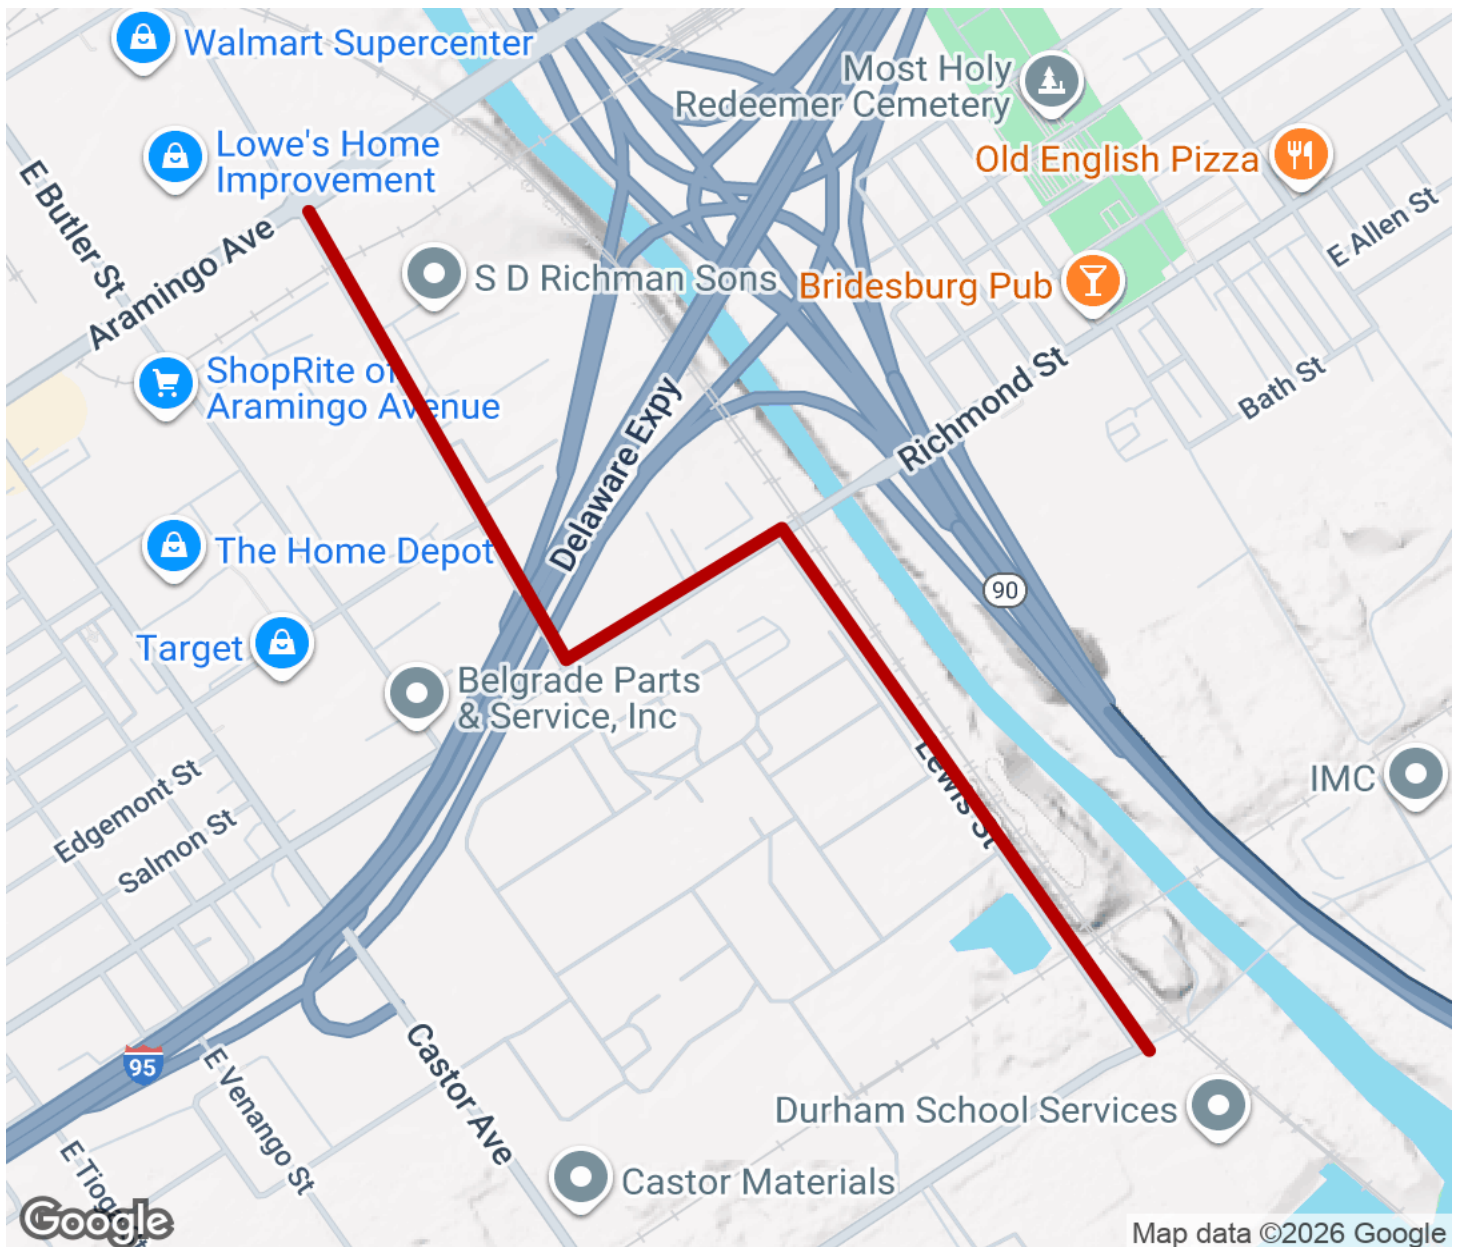 Walmart Supercenter
Most Holy
Redeemer Cemetery
Lowe's Home
Improvement
Old English Pizza
E Butler St
Aramingo Ave
E Allen St
S D Richman Sons
Bridesburg Pub
ShopRite of
Aramingo Avenue
Delaware Expy
Richmond St
Bath St
The Home Depot
90
Target
Belgrade Parts
& Service, Inc
Lewis St
IMC
Edgemont St
Salmon St
95
E Venango St
Castor Ave
Durham School Services
Castor Materials
Google
Map data ©2026 Google